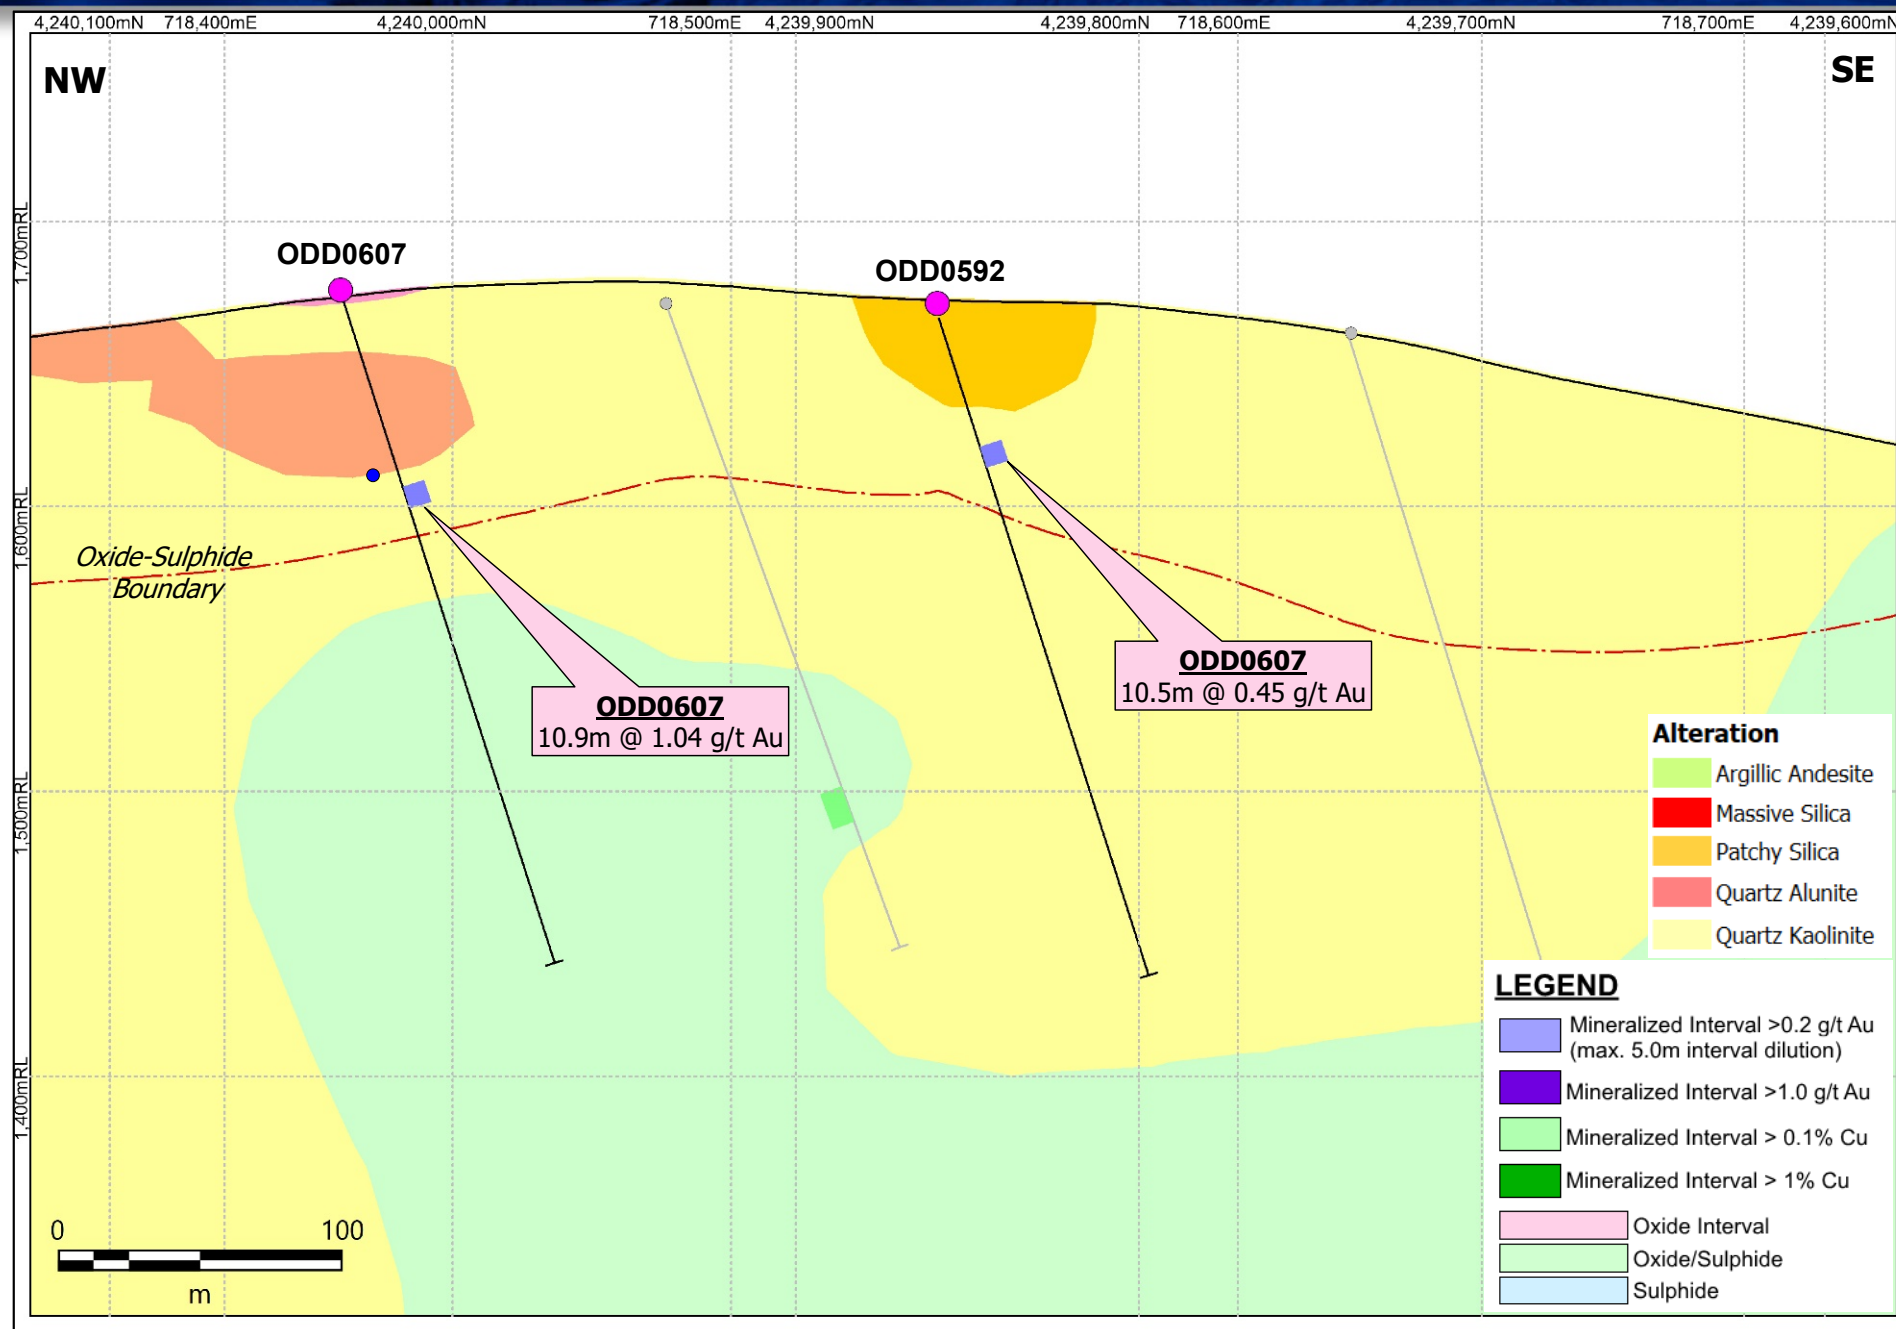 4,240,100mN 718,400mE 4,240,000mN 718,500mE 4,239,900mN 4,239,800mN 718,600mE 4,239,700mN 718,700mE 4,239,600mN
NW
SE
1,700mRL
ODD0607
ODD0592
1,600mRL
Oxide-Sulphide
Boundary
ODD0607
10.5m @ 0.45 g/t Au
ODD0607
10.9m @ 1.04 g/t Au
1,500mRL
1,400mRL
Alteration
Argillic Andesite
Massive Silica
Patchy Silica
Quartz Alunite
Quartz Kaolinite
LEGEND
Mineralized Interval >0.2 g/t Au
(max. 5.0m interval dilution)
Mineralized Interval >1.0 g/t Au
Mineralized Interval > 0.1% Cu
Mineralized Interval > 1% Cu
Oxide Interval
Oxide/Sulphide
Sulphide
0 100
m